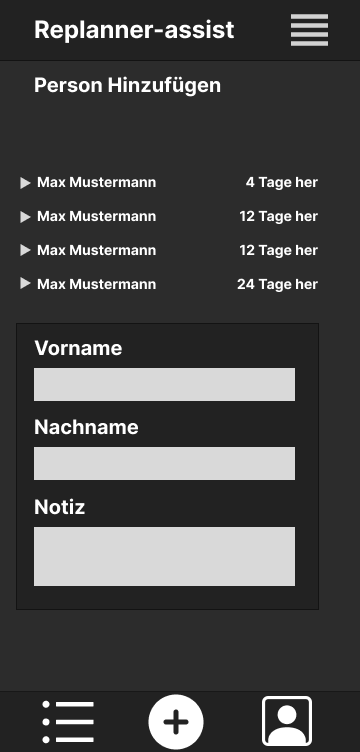 Replanner-assist
Person Hinzufügen
Max Mustermann 4 Tage her
Max Mustermann 12 Tage her
Max Mustermann 12 Tage her
Max Mustermann 24 Tage her
Vorname
Nachname
Notiz